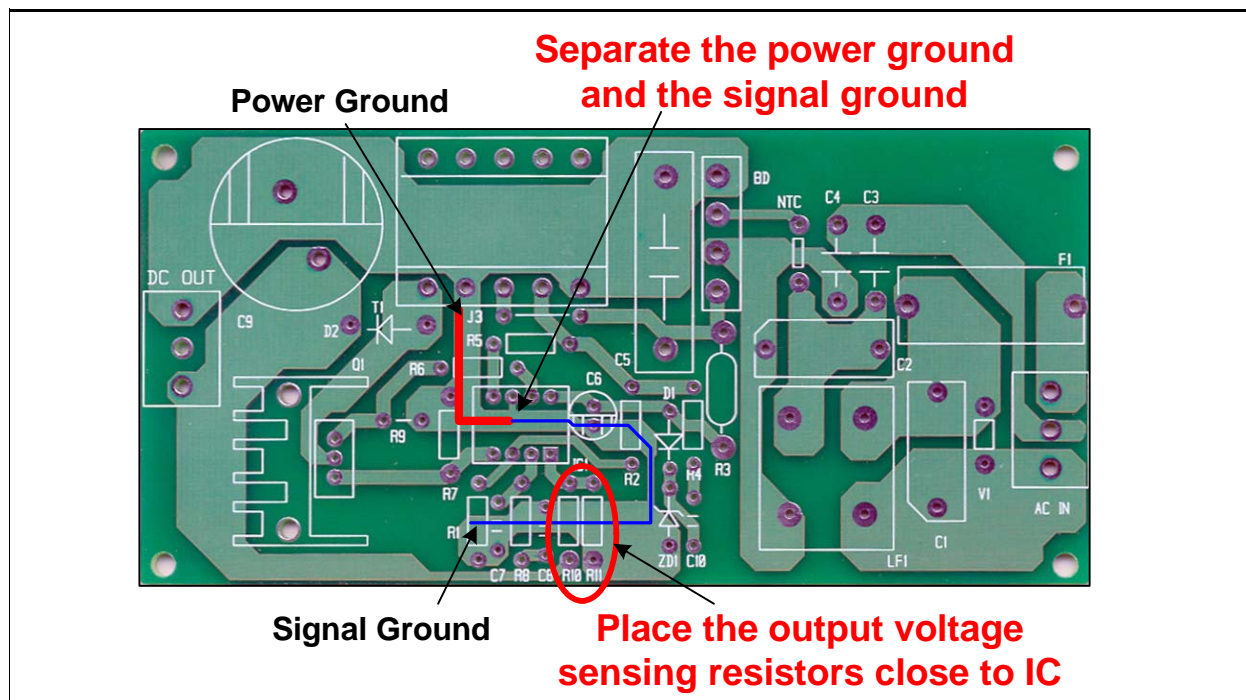 Separate the power ground
and the signal ground
Power Ground
BD
NTC
C4
C3
DC OUT
F1
C9
T1
D2
J3
R5
Q1
R6
C5
C6
C2
D1
R9
R7
R2
R4
R3
V1
AC IN
R1
C7
R8
C8
R10
R11
ZD1
C10
LF1
C1
Signal Ground
Place the output voltage
sensing resistors close to IC